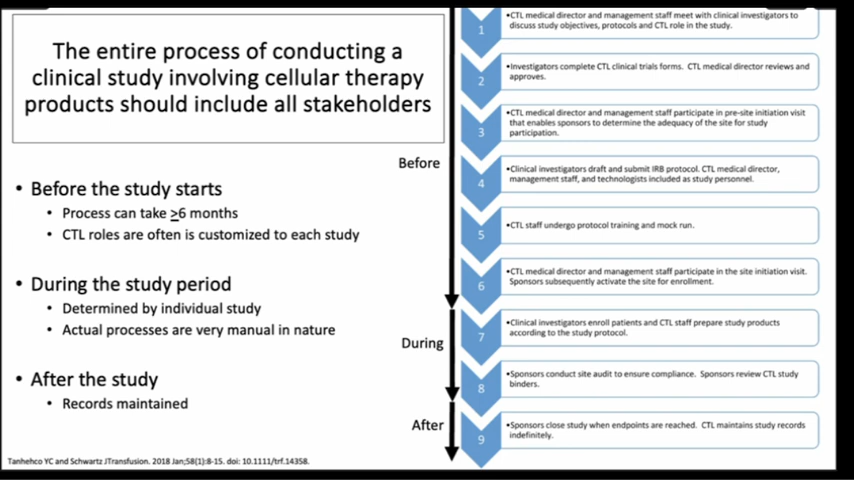 The entire process of conducting a
clinical study involving cellular therapy
products should include all stakeholders
• Before the study starts
• Process can take >6 months
• CTL roles are often is customized to each study
• During the study period
• Determined by individual study
• Actual processes are very manual in nature
• After the study
• Records maintained
Tanhehco YC and Schwartz JTransfusion. 2018 Jan;58(1):8-15. doi: 10.1111/trf.14358.
Before
During
After
1
•CTL medical director and management staff meet with clinical investigators to
discuss study objectives, protocols and CTL role in the study.
2
•Investigators complete CTL clinical trials forms. CTL medical director reviews and
approves.
3
•CTL medical director and management staff participate in pre-site initiation visit
that enables sponsors to determine the adequacy of the site for study
participation.
4
•Clinical investigators draft and submit IRB protocol. CTL medical director,
management staff, and technologists included as study personnel.
5
•CTL staff undergo protocol training and mock run.
6
•CTL medical director and management staff participate in the site initiation visit.
Sponsors subsequently activate the site for enrollment.
7
•Clinical investigators enroll patients and CTL staff prepare study products
according to the study protocol.
8
•Sponsors conduct site audit to ensure compliance. Sponsors review CTL study
binders.
9
•Sponsors close study when endpoints are reached. CTL maintains study records
indefinitely.